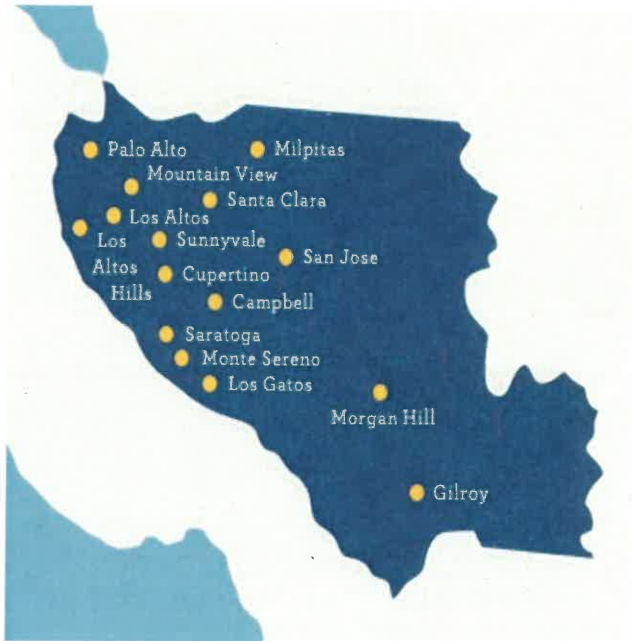 Palo Alto
Milpitas
Mountain View
Santa Clara
Los Altos
Los
Altos
Hills
Sunnyvale
San Jose
Cupertino
Campbell
Saratoga
Monte Sereno
Los Gatos
Morgan Hill
Gilroy